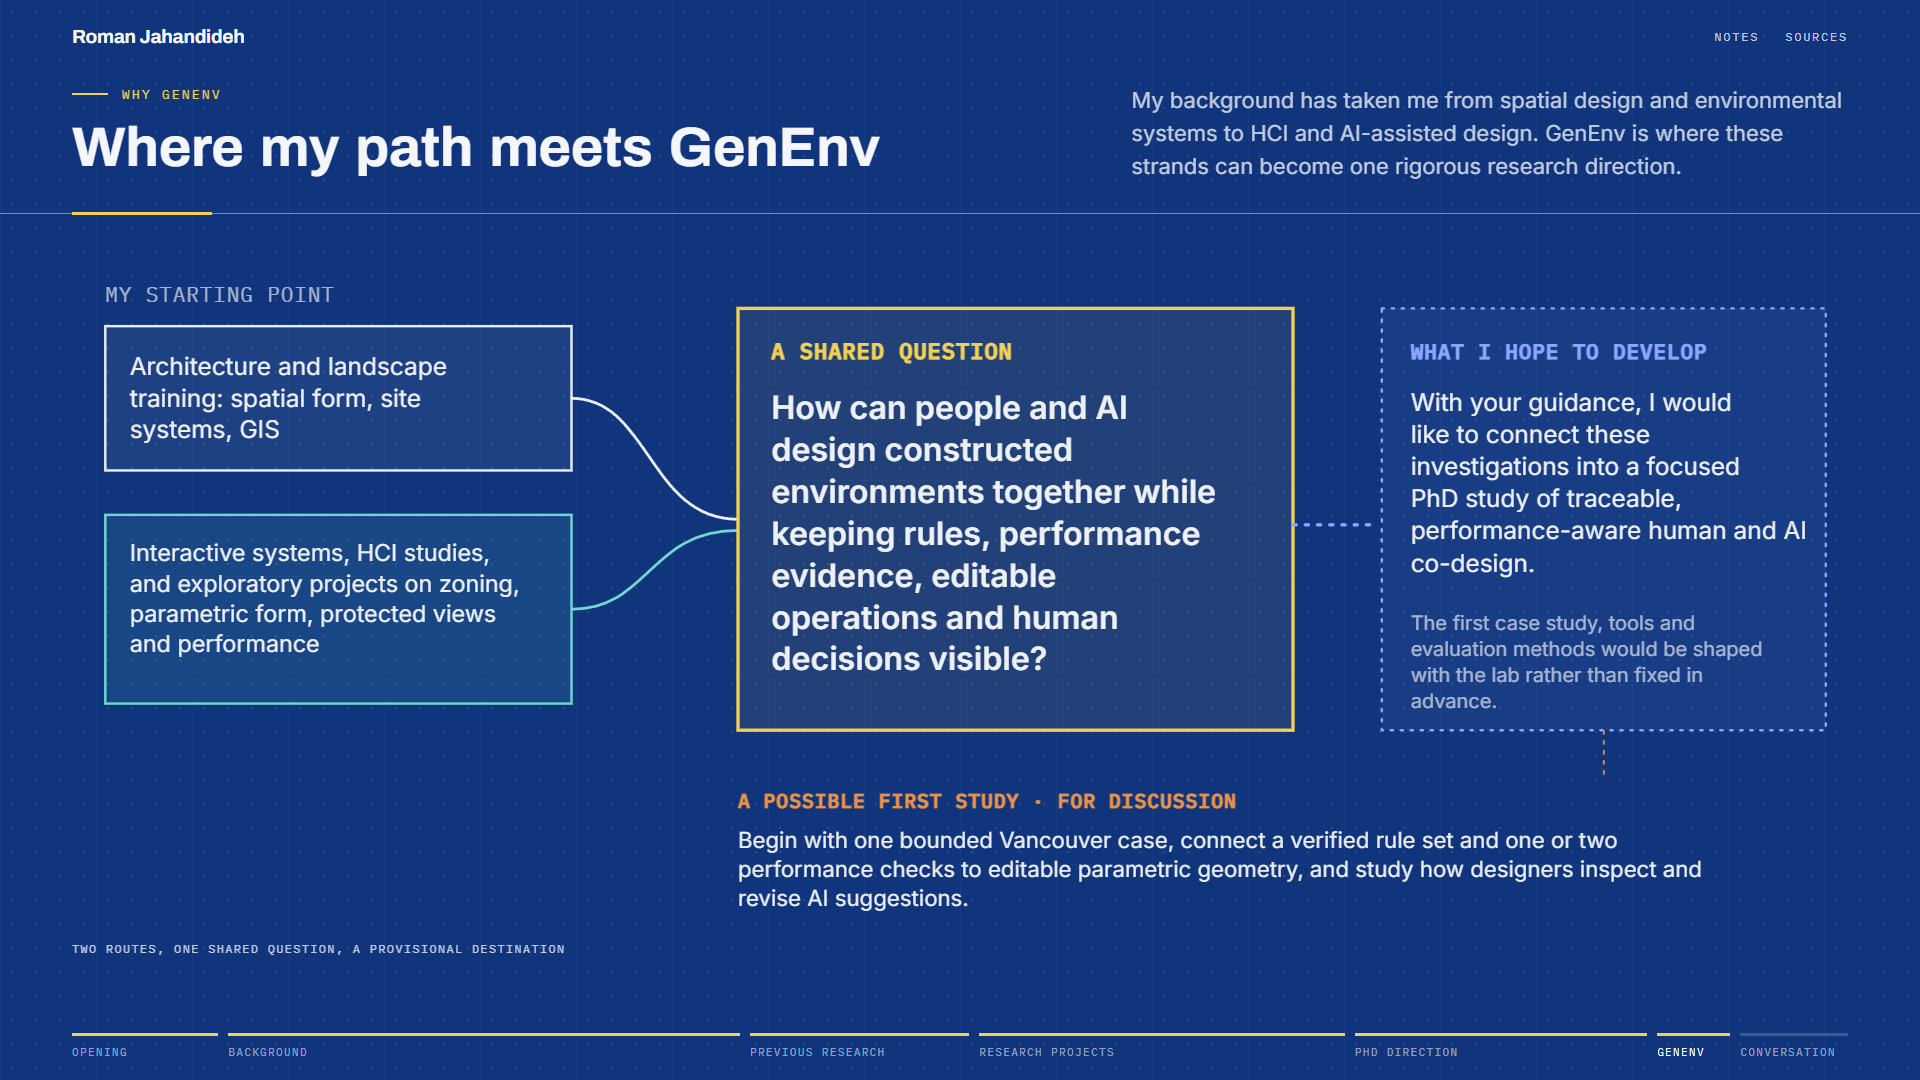 Roman Jahandideh
NOTES SOURCES
WHY GENENV
Where my path meets GenEnv
My background has taken me from spatial design and environmental
systems to HCI and AI-assisted design. GenEnv is where these
strands can become one rigorous research direction.
MY STARTING POINT
Architecture and landscape
training: spatial form, site
systems, GIS
Interactive systems, HCI studies,
and exploratory projects on zoning,
parametric form, protected views
and performance
A SHARED QUESTION
How can people and AI
design constructed
environments together while
keeping rules, performance
evidence, editable
operations and human
decisions visible?
WHAT I HOPE TO DEVELOP
With your guidance, I would
like to connect these
investigations into a focused
PhD study of traceable,
performance-aware human and AI
co-design.
The first case study, tools and
evaluation methods would be shaped
with the lab rather than fixed in
advance.
A POSSIBLE FIRST STUDY · FOR DISCUSSION
Begin with one bounded Vancouver case, connect a verified rule set and one or two
performance checks to editable parametric geometry, and study how designers inspect and
revise AI suggestions.
TWO ROUTES, ONE SHARED QUESTION, A PROVISIONAL DESTINATION
OPENING BACKGROUND PREVIOUS RESEARCH RESEARCH PROJECTS PHD DIRECTION GENENV CONVERSATION